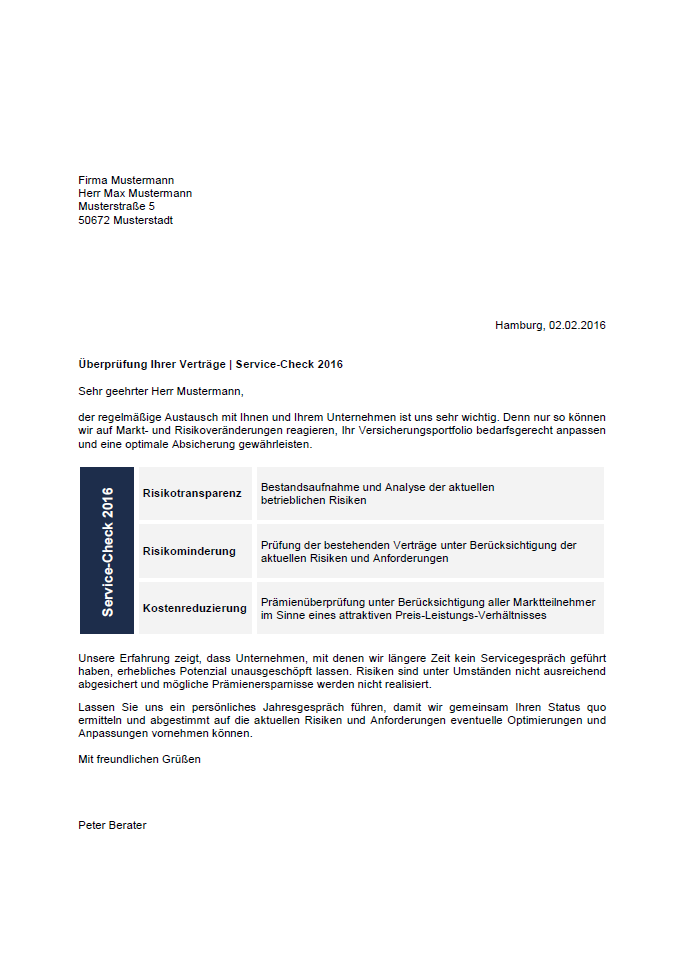 Firma Mustermann
Herr Max Mustermann
Musterstraße 5
50672 Musterstadt
Hamburg, 02.02.2016
Überprüfung Ihrer Verträge | Service-Check 2016
Sehr geehrter Herr Mustermann,
der regelmäßige Austausch mit Ihnen und Ihrem Unternehmen ist uns sehr wichtig. Denn nur so können
wir auf Markt- und Risikoveränderungen reagieren, Ihr Versicherungsportfolio bedarfsgerecht anpassen
und eine optimale Absicherung gewährleisten.
Service-Check 2016
Risikotransparenz
Bestandsaufnahme und Analyse der aktuellen
betrieblichen Risiken
Risikominderung
Prüfung der bestehenden Verträge unter Berücksichtigung der
aktuellen Risiken und Anforderungen
Kostenreduzierung
Prämienüberprüfung unter Berücksichtigung aller Marktteilnehmer
im Sinne eines attraktiven Preis-Leistungs-Verhältnisses
Unsere Erfahrung zeigt, dass Unternehmen, mit denen wir längere Zeit kein Servicegespräch geführt
haben, erhebliches Potenzial unausgeschöpft lassen. Risiken sind unter Umständen nicht ausreichend
abgesichert und mögliche Prämienersparnisse werden nicht realisiert.
Lassen Sie uns ein persönliches Jahresgespräch führen, damit wir gemeinsam Ihren Status quo
ermitteln und abgestimmt auf die aktuellen Risiken und Anforderungen eventuelle Optimierungen und
Anpassungen vornehmen können.
Mit freundlichen Grüßen
Peter Berater